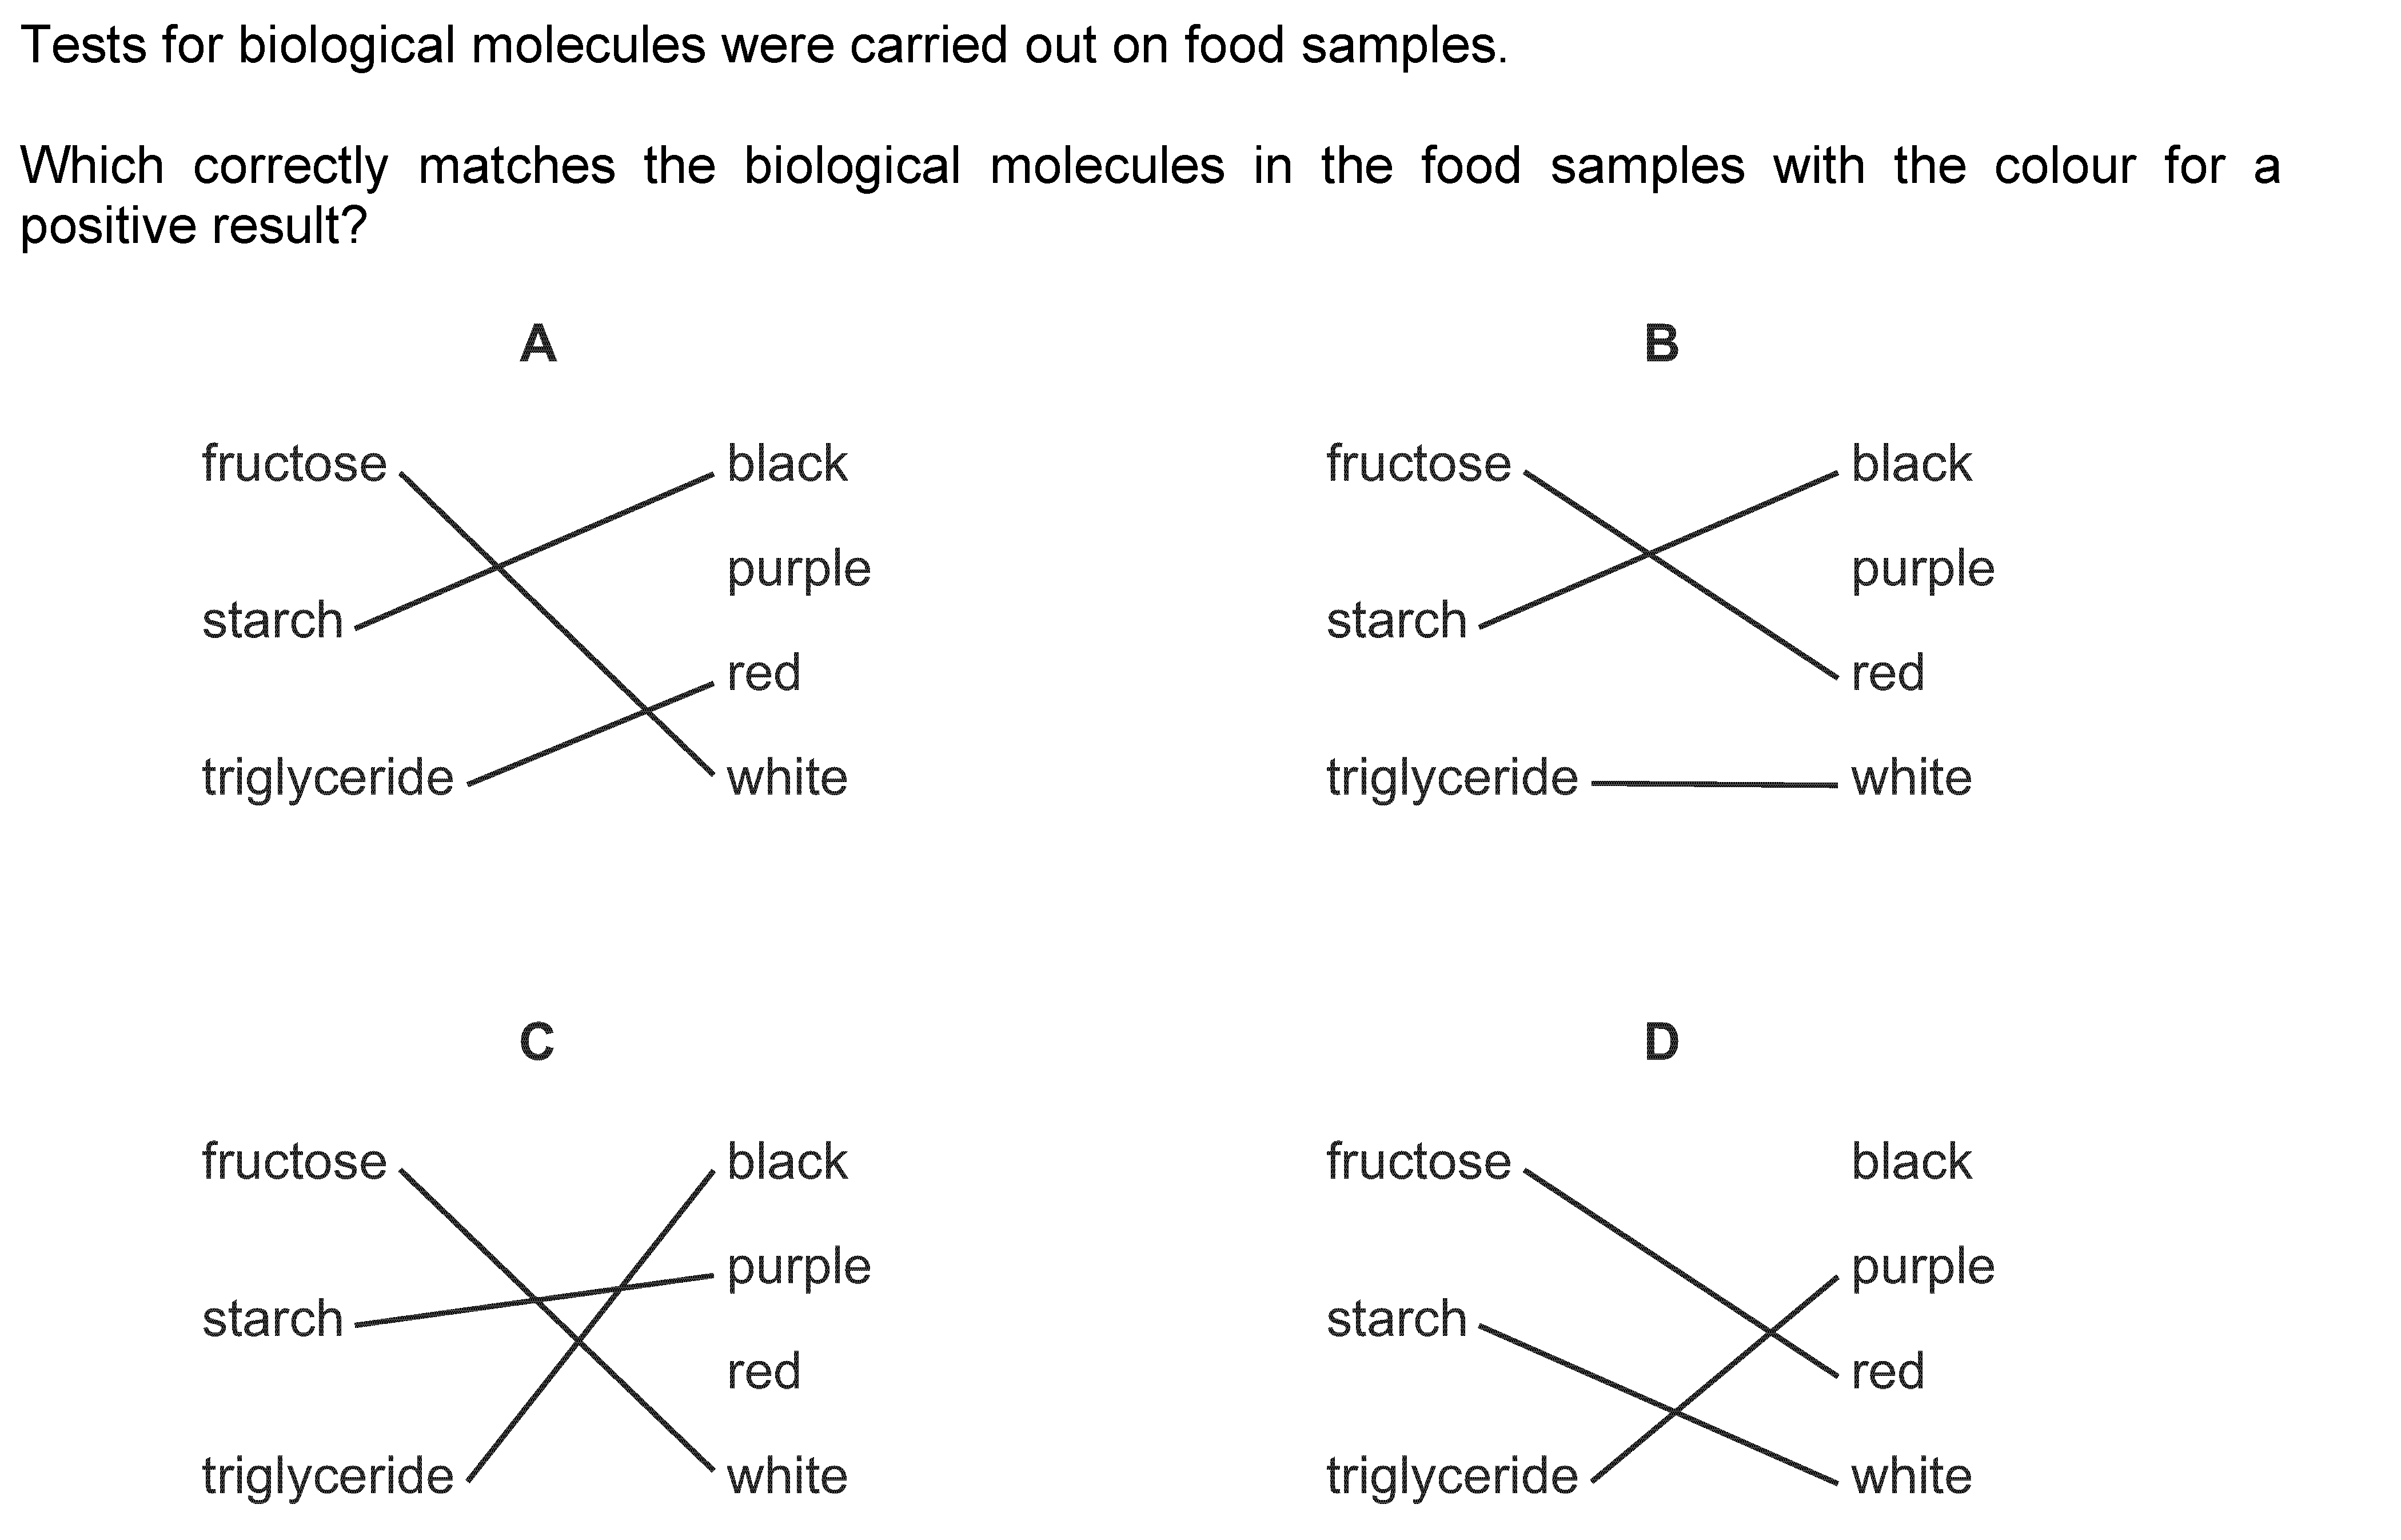 Tests for biological molecules were carried out on food samples.
Which correctly matches the biological molecules in the food samples with the colour for a
positive result?
A
fructose
starch
triglyceride
black
purple
red
white
B
fructose
starch
triglyceride
black
purple
red
white
C
fructose
starch
triglyceride
black
purple
red
white
D
fructose
starch
triglyceride
black
purple
red
white